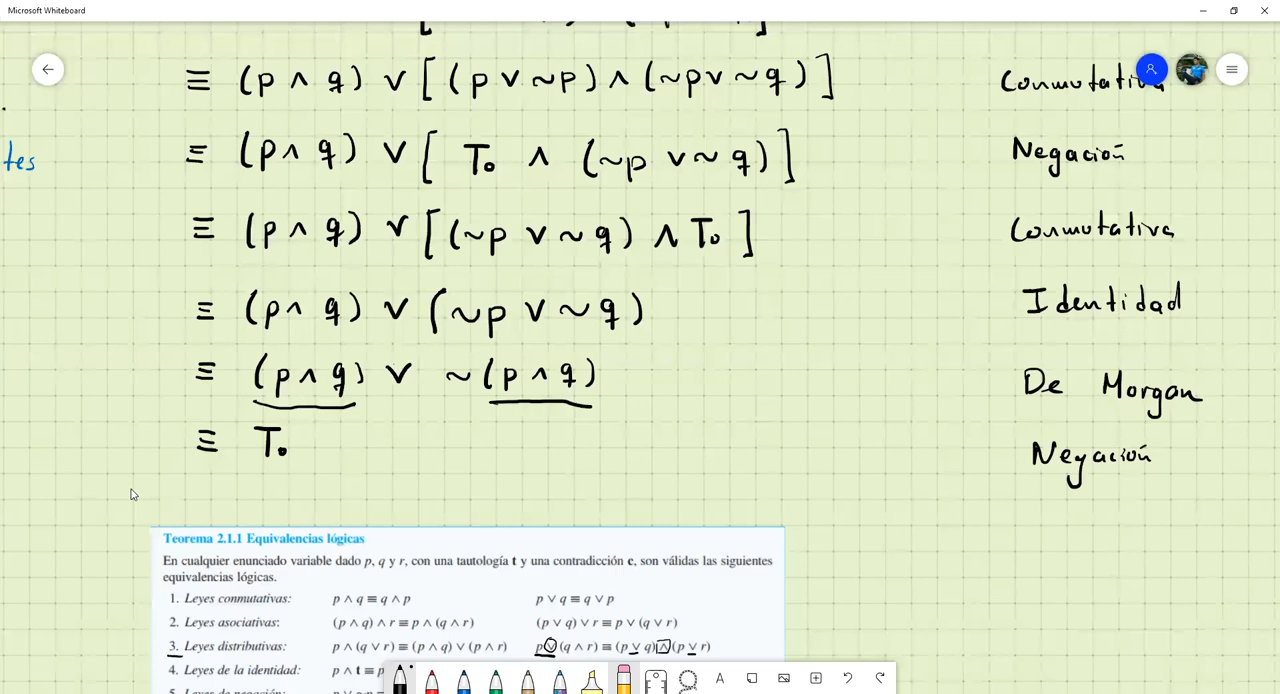 Microsoft Whiteboard
≡ (p ∧ q) ∨ [(p ∨ ~p) ∧ (~p ∨ ~q)] Conmutativa
tes
≡ (p ∧ q) ∨ [ T₀ ∧ (~p ∨ ~q)] Negación
≡ (p ∧ q) ∨ [(~p ∨ ~q) ∧ T₀ ] Conmutativa
≡ (p ∧ q) ∨ (~p ∨ ~q) Identidad
≡ (p ∧ q) ∨ ~(p ∧ q) De Morgan
≡ T₀ Negación
Teorema 2.1.1 Equivalencias lógicas
En cualquier enunciado variable dado p, q y r, con una tautología t y una contradicción c, son válidas las siguientes
equivalencias lógicas.
1. Leyes conmutativas: p ∧ q ≡ q ∧ p p ∨ q ≡ q ∨ p
2. Leyes asociativas: (p ∧ q) ∧ r ≡ p ∧ (q ∧ r) (p ∨ q) ∨ r ≡ p ∨ (q ∨ r)
3. Leyes distributivas: p ∧ (q ∨ r) ≡ (p ∧ q) ∨ (p ∧ r) p ∨ (q ∧ r) ≡ (p ∨ q) ∧ (p ∨ r)
4. Leyes de la identidad: p ∧ t ≡ p